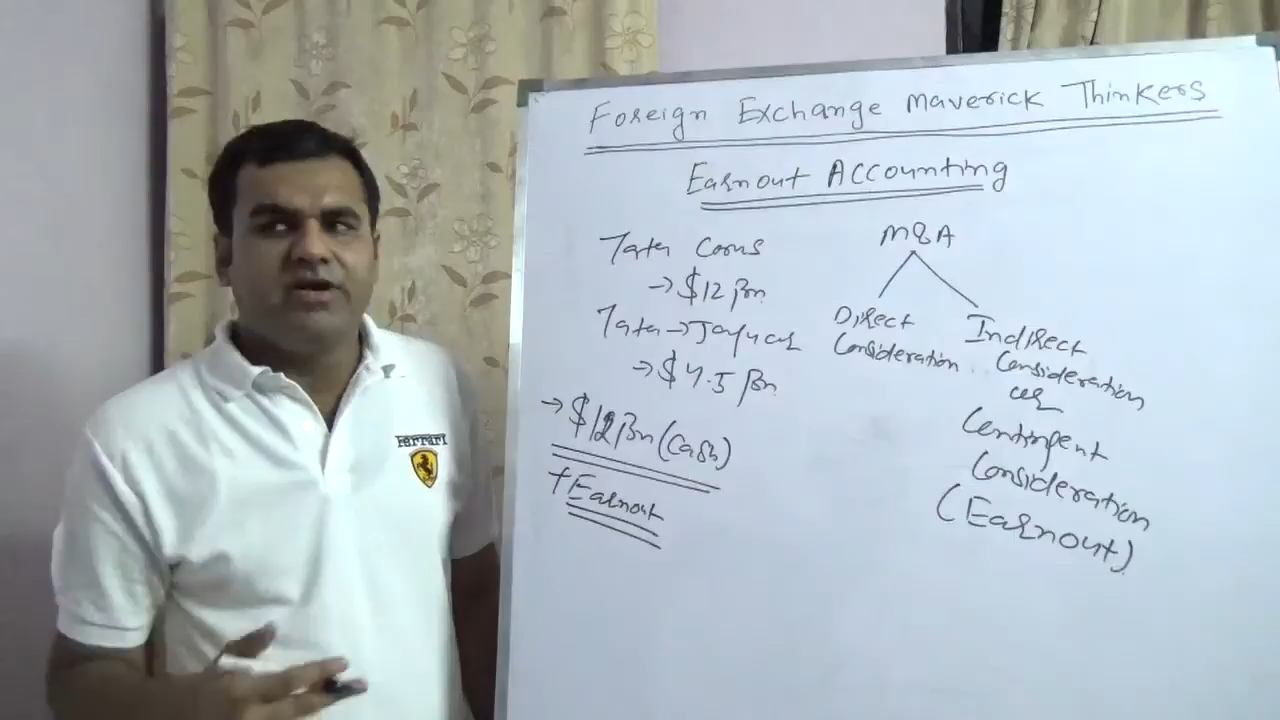 Foreign Exchange Maverick Thinkers
Earnout Accounting
Tata Corus
→ $12 Bn
Tata → Jaguar
→ $4.5 Bn
→ $12 Bn (Cash)
+ Earnout
M&A
Direct
Consideration
Indirect
Consideration
or
Contingent
Consideration
(Earnout)
Ferrari